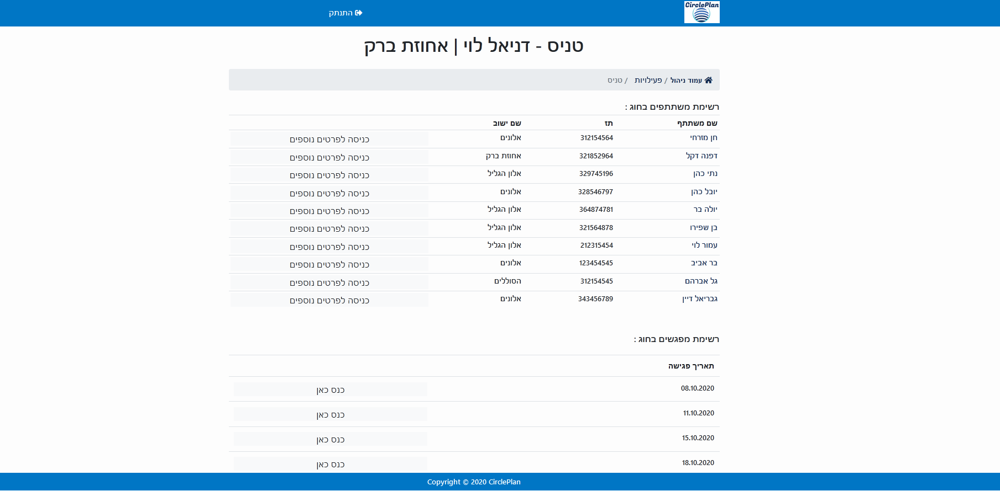 CirclePlan
התנתק
טניס - דניאל לוי | אחוזת ברק
עמוד ניהול / פעילויות / טניס
רשימת משתתפים בחוג :
שם משתתף תז שם ישוב
חן מזרחי 312154564 אלונים כניסה לפרטים נוספים
דפנה דקל 321852964 אחוזת ברק כניסה לפרטים נוספים
נתי כהן 329745196 אלון הגליל כניסה לפרטים נוספים
יובל כהן 328546797 אלונים כניסה לפרטים נוספים
יולה בר 364874781 אלון הגליל כניסה לפרטים נוספים
בן שפירו 321564878 אלון הגליל כניסה לפרטים נוספים
עמור לוי 212315454 אלון הגליל כניסה לפרטים נוספים
בר אביב 123454545 אלונים כניסה לפרטים נוספים
גל אברהם 312154545 הסוללים כניסה לפרטים נוספים
גבריאל דיין 343456789 אלונים כניסה לפרטים נוספים
רשימת מפגשים בחוג :
תאריך פגישה
08.10.2020 כנס כאן
11.10.2020 כנס כאן
15.10.2020 כנס כאן
18.10.2020 כנס כאן
Copyright © 2020 CirclePlan